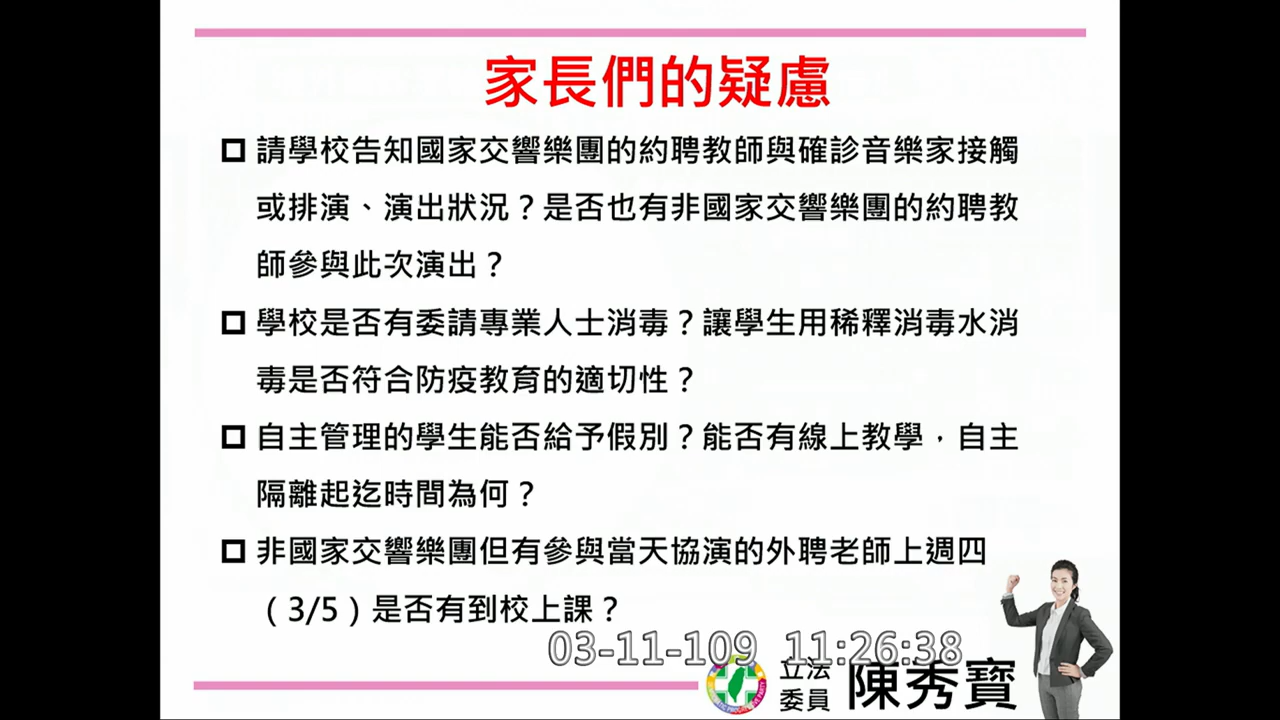 家長們的疑慮
請學校告知國家交響樂團的約聘教師與確診音樂家接觸
或排演、演出狀況？是否也有非國家交響樂團的約聘教
師參與此次演出？
學校是否有委請專業人士消毒？讓學生用稀釋消毒水消
毒是否符合防疫教育的適切性？
自主管理的學生能否給予假別？能否有線上教學，自主
隔離起迄時間為何？
非國家交響樂團但有參與當天協演的外聘老師上週四
（3/5）是否有到校上課？
03-11-109 11:26:38
立法
委員 陳秀寳